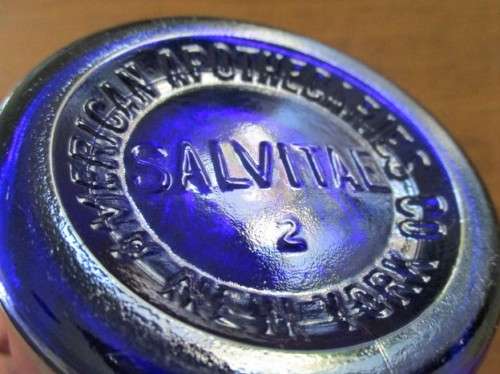 AMERICAN APOTHECARIES CO
SALVITAE
2
NEW YORK